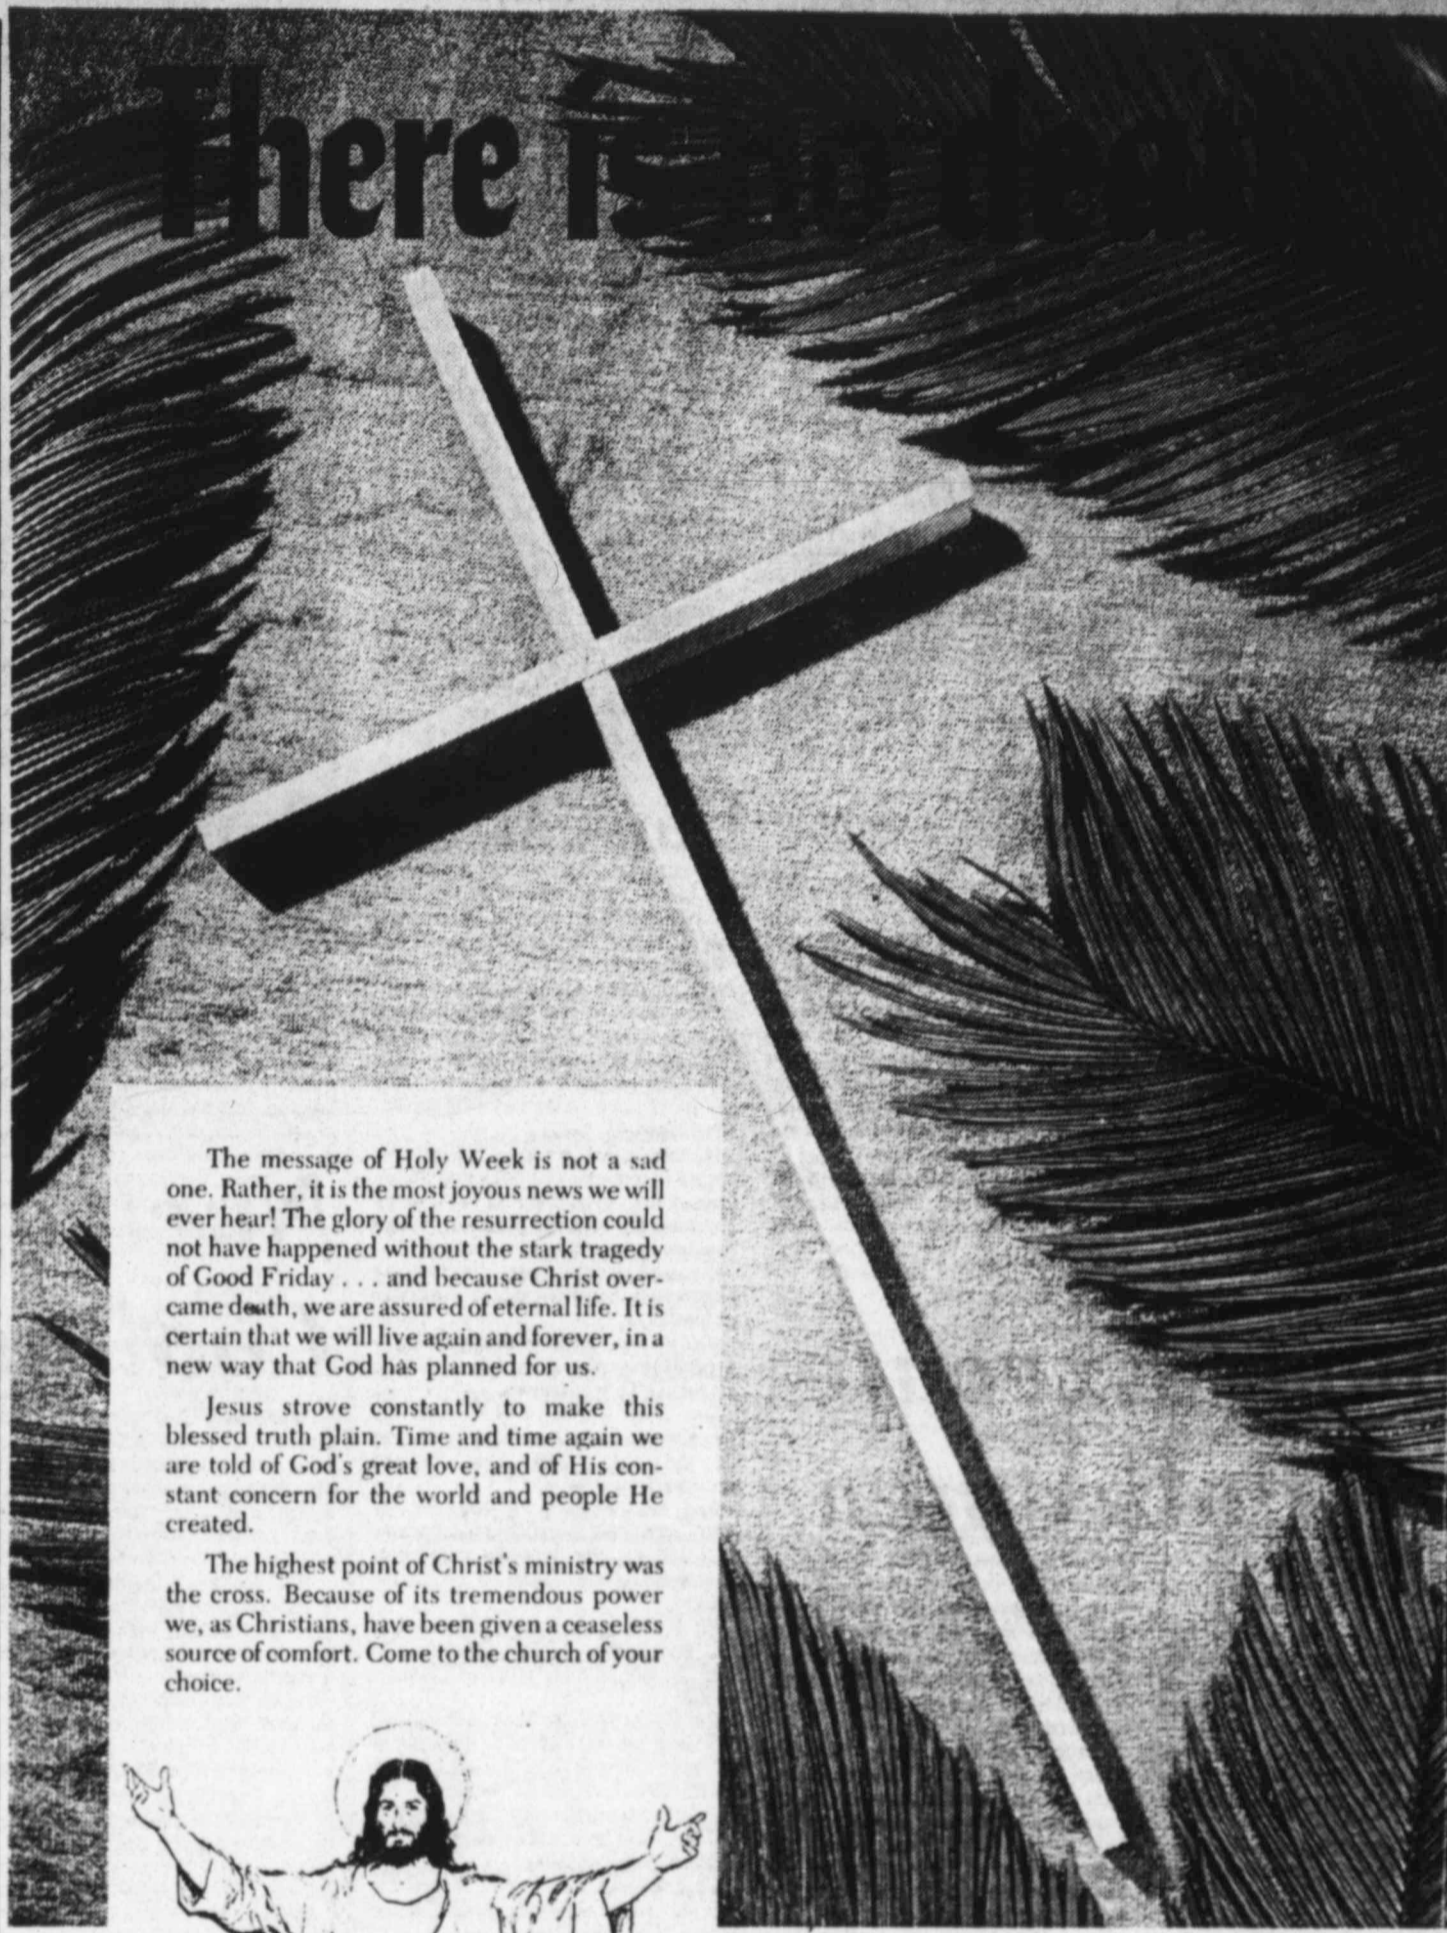 There is no death
The message of Holy Week is not a sad
one. Rather, it is the most joyous news we will
ever hear! The glory of the resurrection could
not have happened without the stark tragedy
of Good Friday . . . and because Christ over-
came death, we are assured of eternal life. It is
certain that we will live again and forever, in a
new way that God has planned for us.
Jesus strove constantly to make this
blessed truth plain. Time and time again we
are told of God's great love, and of His con-
stant concern for the world and people He
created.
The highest point of Christ's ministry was
the cross. Because of its tremendous power
we, as Christians, have been given a ceaseless
source of comfort. Come to the church of your
choice.